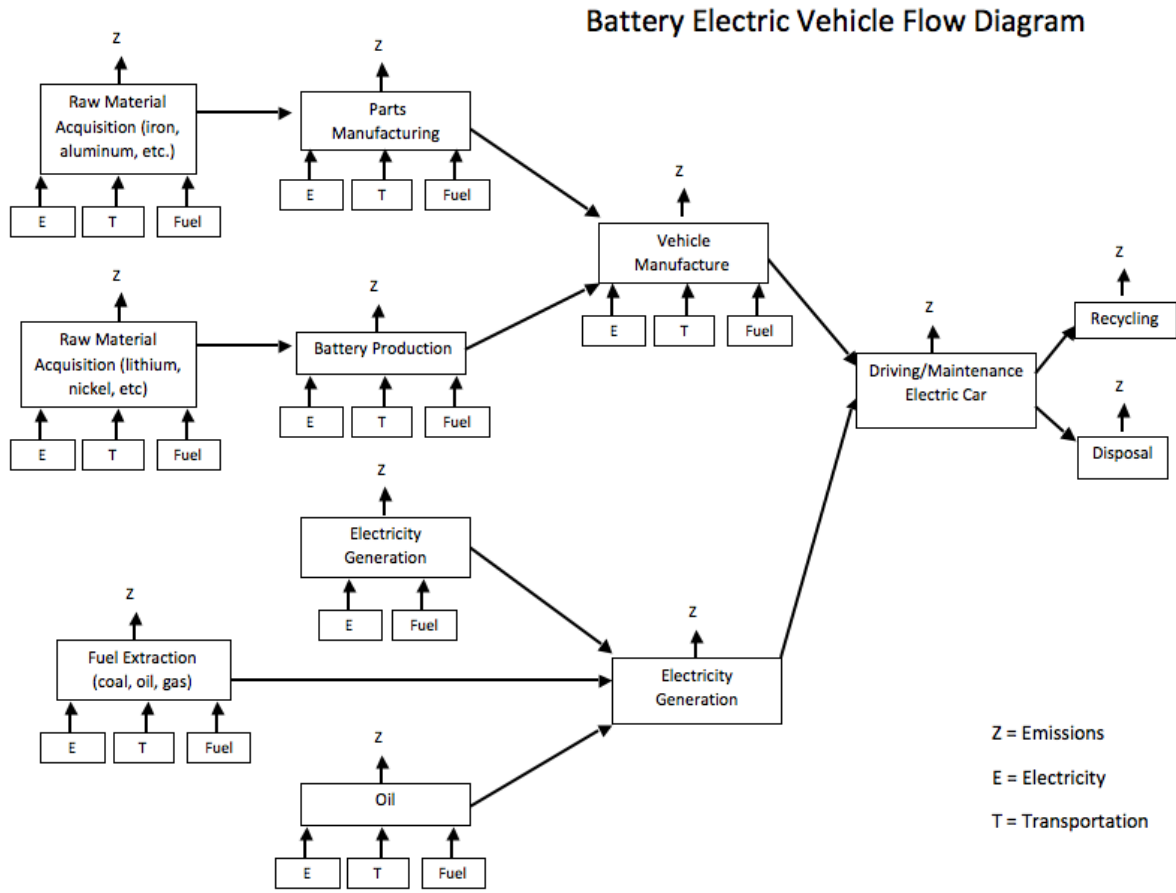 Battery Electric Vehicle Flow Diagram
Z
Z
Raw Material
Acquisition (iron,
aluminum, etc.)
Parts
Manufacturing
E
T
Fuel
E
T
Fuel
Z
Vehicle
Manufacture
E
T
Fuel
Z
Z
Raw Material
Acquisition (lithium,
nickel, etc)
Battery Production
E
T
Fuel
E
T
Fuel
Z
Recycling
Z
Driving/Maintenance
Electric Car
Z
Disposal
Z
Electricity
Generation
E
Fuel
Z
Fuel Extraction
(coal, oil, gas)
E
T
Fuel
Z
Electricity
Generation
Z
Oil
E
T
Fuel
Z = Emissions
E = Electricity
T = Transportation